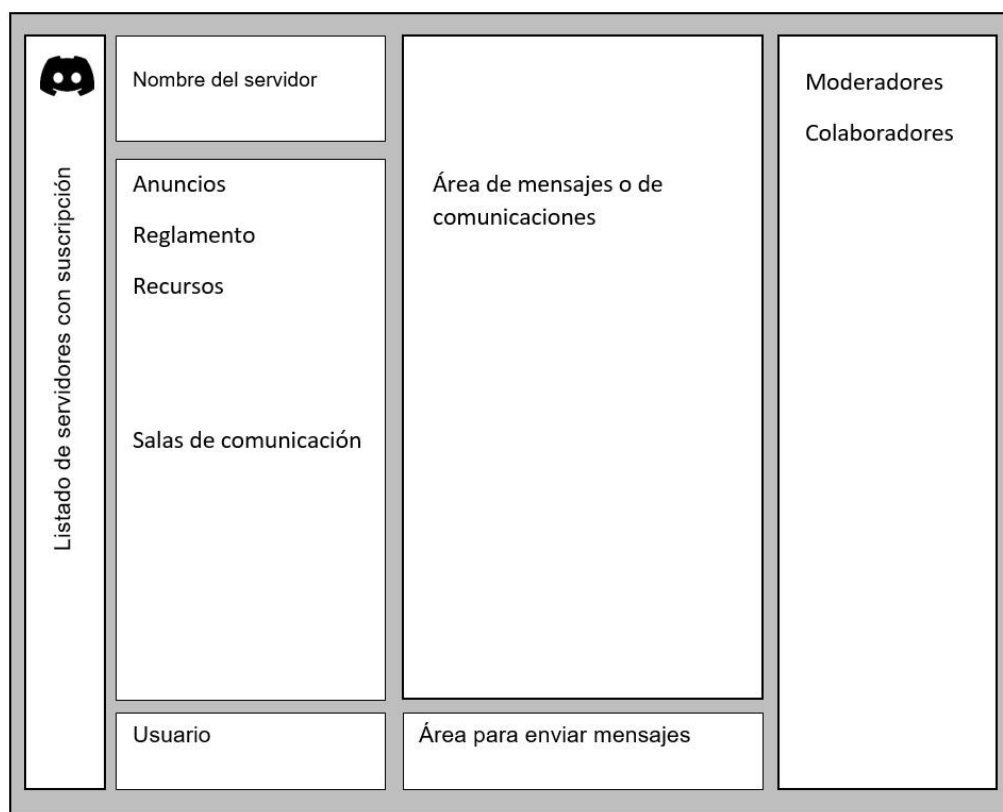 Listado de servidores con suscripción
Nombre del servidor
Anuncios
Reglamento
Recursos
Salas de comunicación
Usuario
Área de mensajes o de
comunicaciones
Área para enviar mensajes
Moderadores
Colaboradores